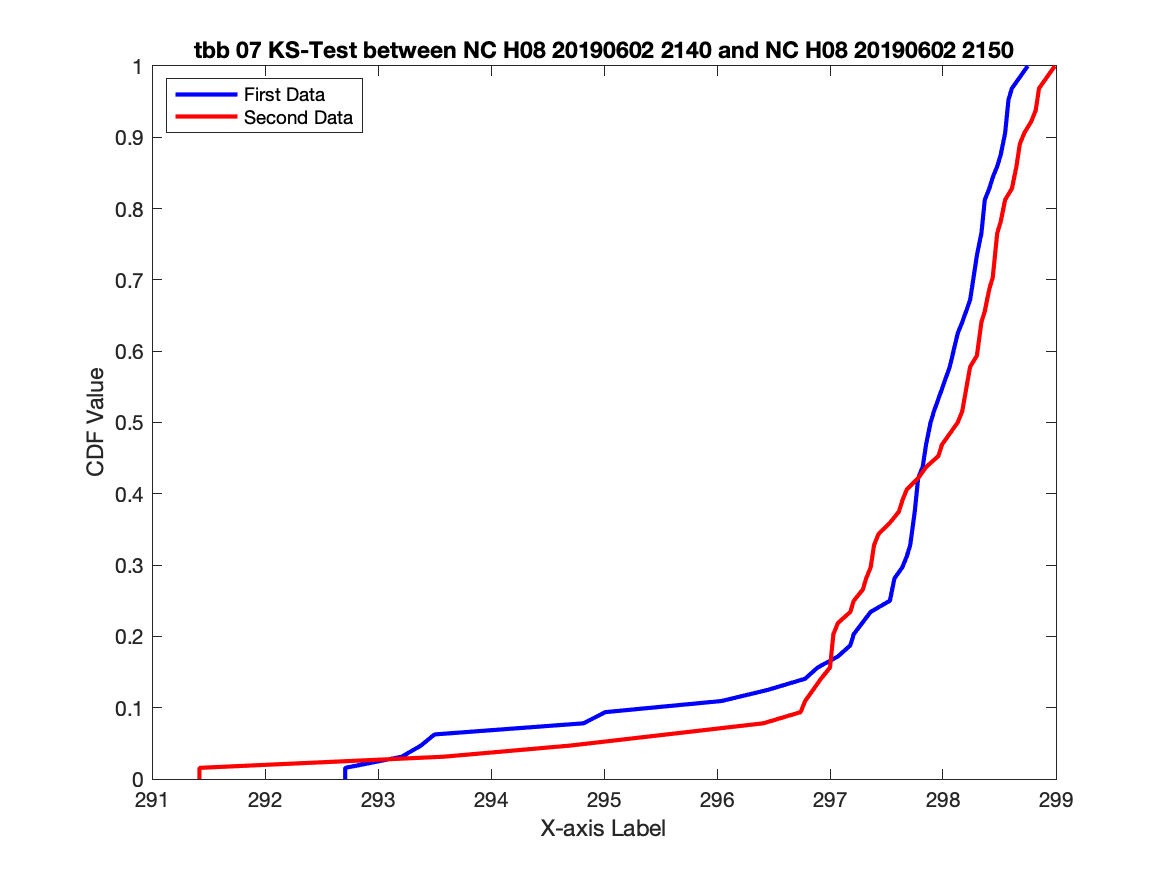 tbb 07 KS-Test between NC H08 20190602 2140 and NC H08 20190602 2150
First Data
Second Data
1
0.9
0.8
0.7
0.6
0.5
0.4
0.3
0.2
0.1
0
CDF Value
291 292 293 294 295 296 297 298 299
X-axis Label